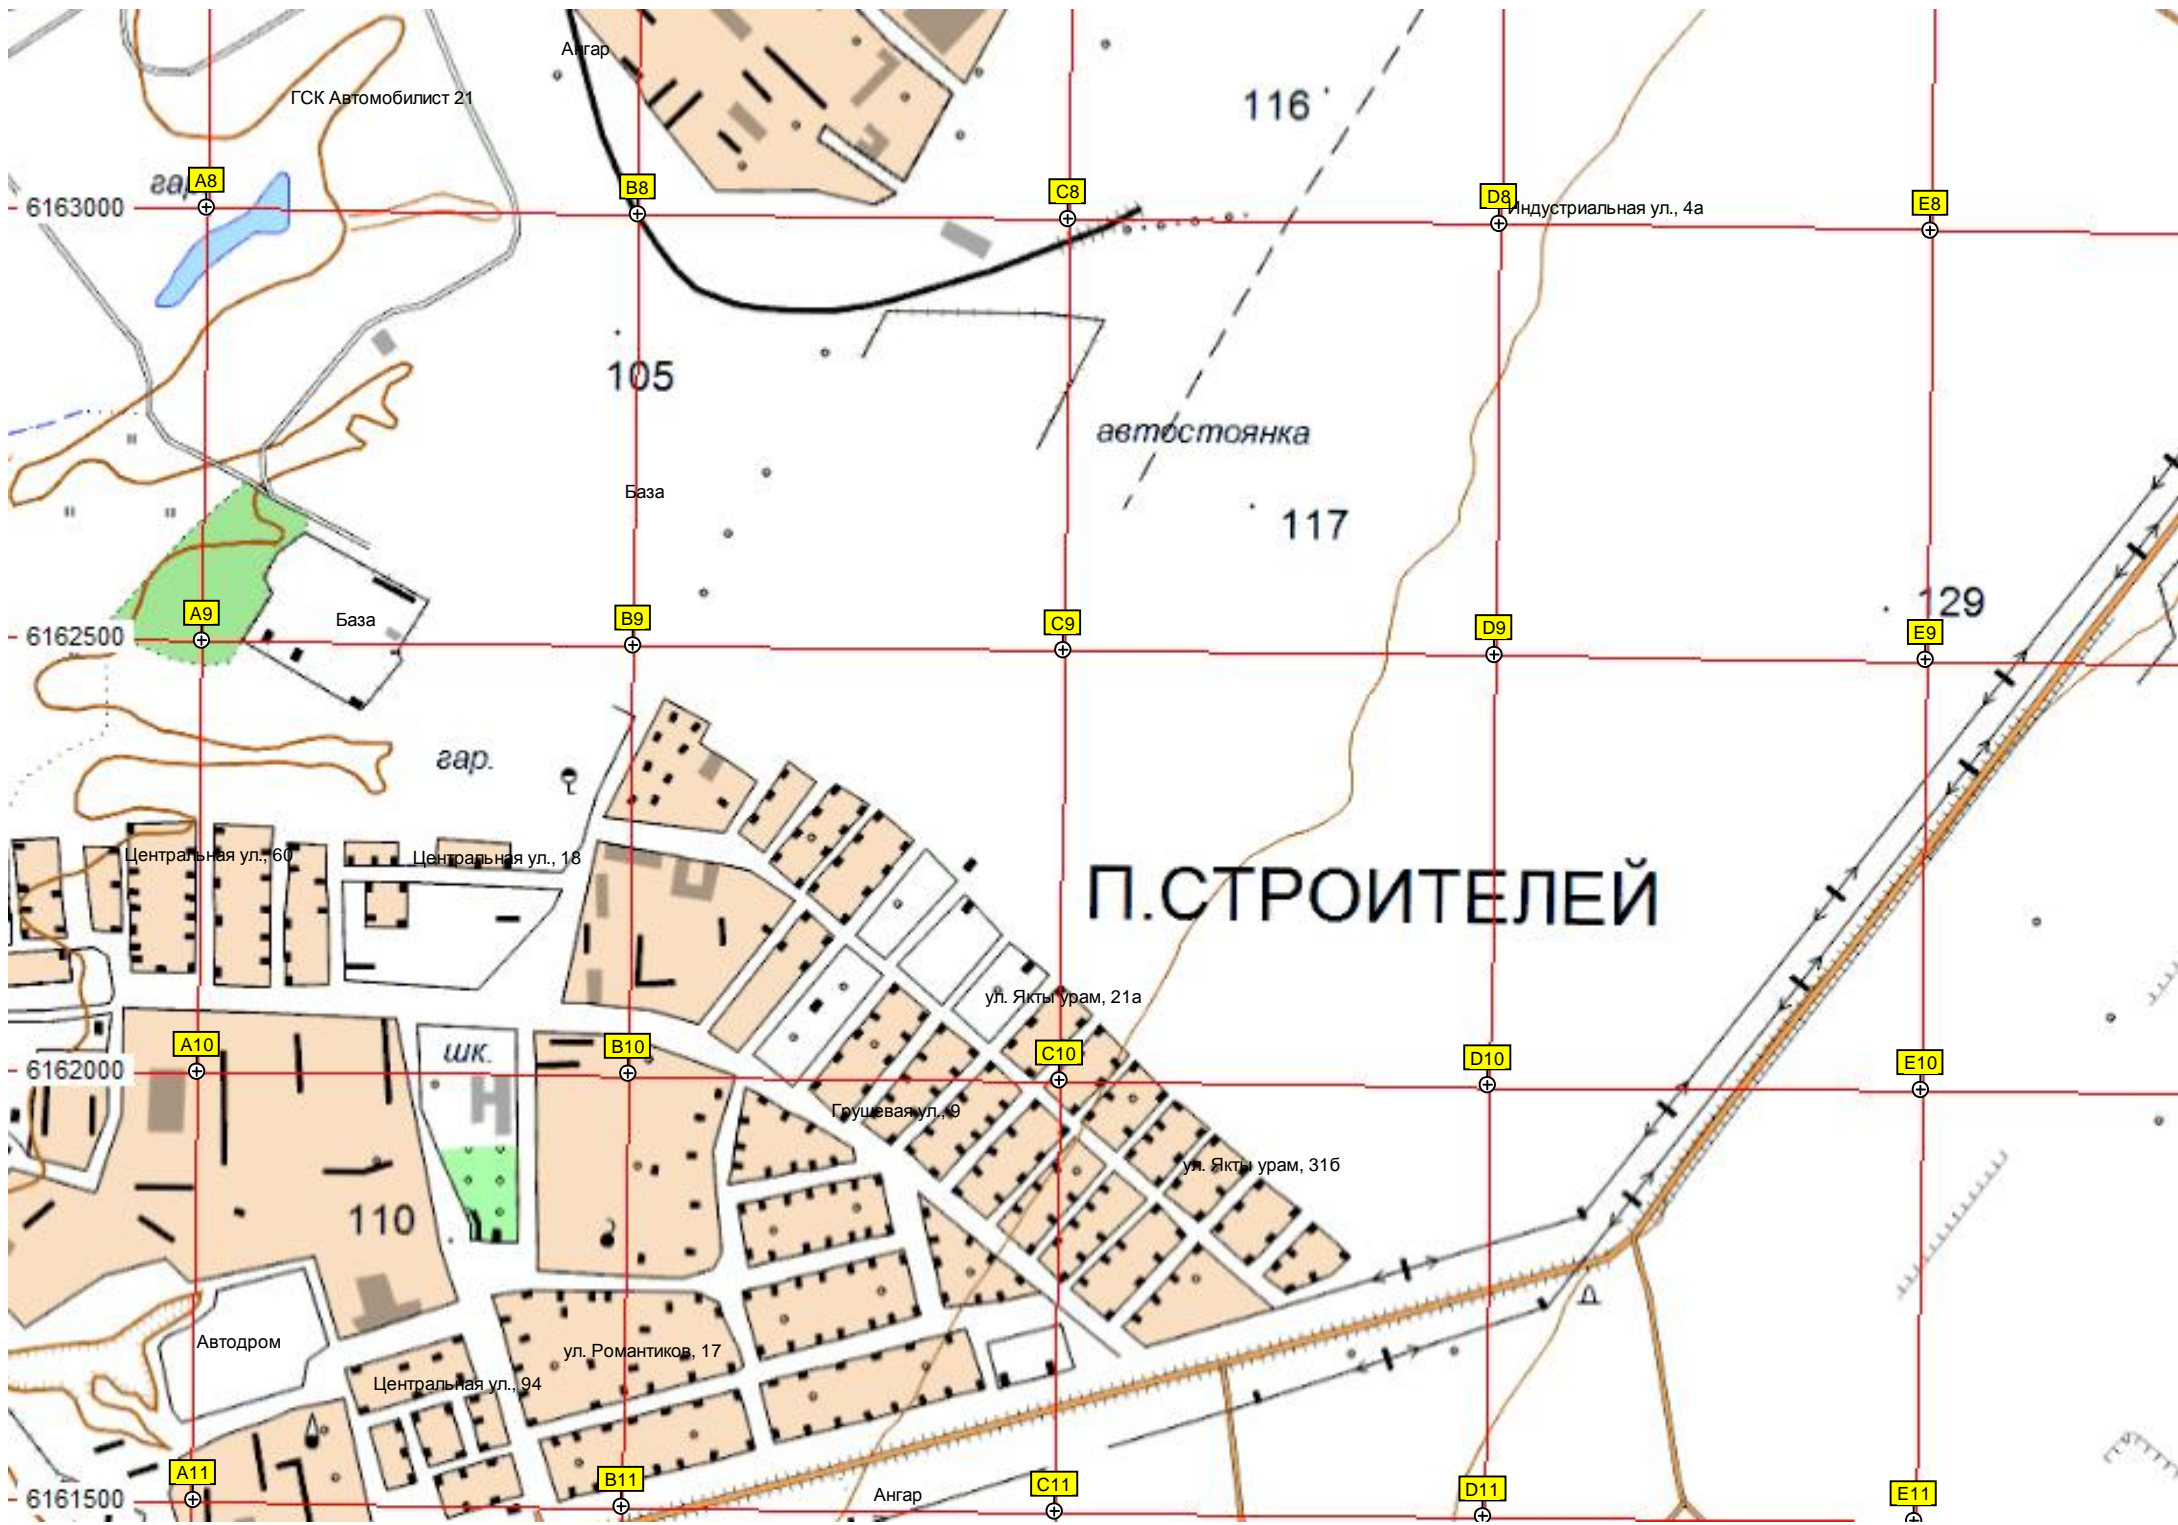 Ангар
ГСК Автомобилист 21
116
гар
A8
B8
C8
D8
E8
6163000
Индустриальная ул., 4а
105
автостоянка
База
117
129
A9
B9
C9
D9
E9
База
6162500
гар.
Центральная ул., 60
Центральная ул., 18
П.СТРОИТЕЛЕЙ
ул. Якты урам, 21а
A10
шк.
B10
C10
D10
E10
6162000
Грушевая ул., 9
ул. Якты урам, 31б
110
Автодром
ул. Романтиков, 17
Центральная ул., 94
A11
B11
C11
D11
E11
6161500
Ангар